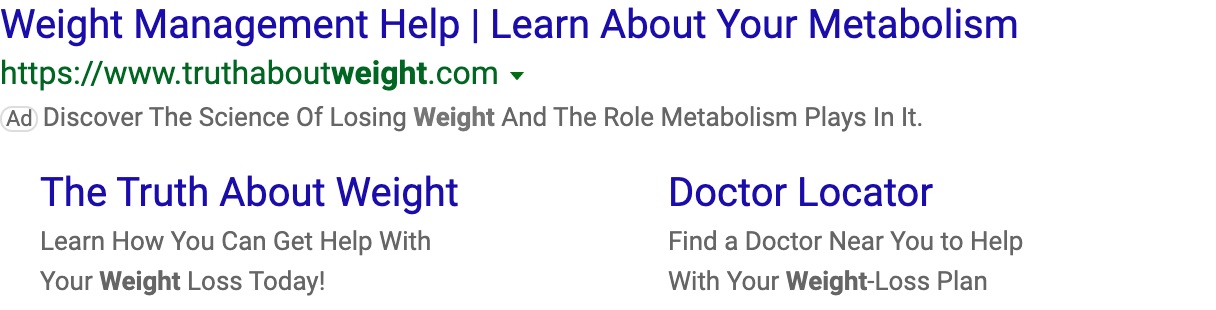 Weight Management Help | Learn About Your Metabolism
https://www.truthaboutweight.com
Ad Discover The Science Of Losing Weight And The Role Metabolism Plays In It.
The Truth About Weight
Learn How You Can Get Help With
Your Weight Loss Today!
Doctor Locator
Find a Doctor Near You to Help
With Your Weight-Loss Plan